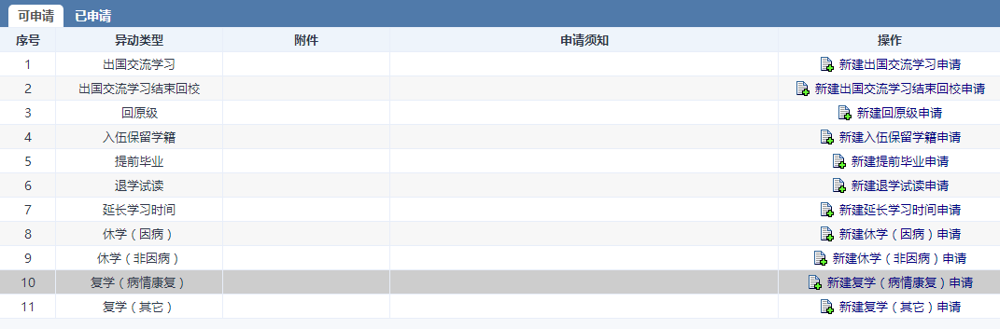 可申请 已申请
序号 异动类型 附件 申请须知 操作
1 出国交流学习 新建出国交流学习申请
2 出国交流学习结束回校 新建出国交流学习结束回校申请
3 回原级 新建回原级申请
4 入伍保留学籍 新建入伍保留学籍申请
5 提前毕业 新建提前毕业申请
6 退学试读 新建退学试读申请
7 延长学习时间 新建延长学习时间申请
8 休学（因病） 新建休学（因病）申请
9 休学（非因病） 新建休学（非因病）申请
10 复学（病情康复） 新建复学（病情康复）申请
11 复学（其它） 新建复学（其它）申请